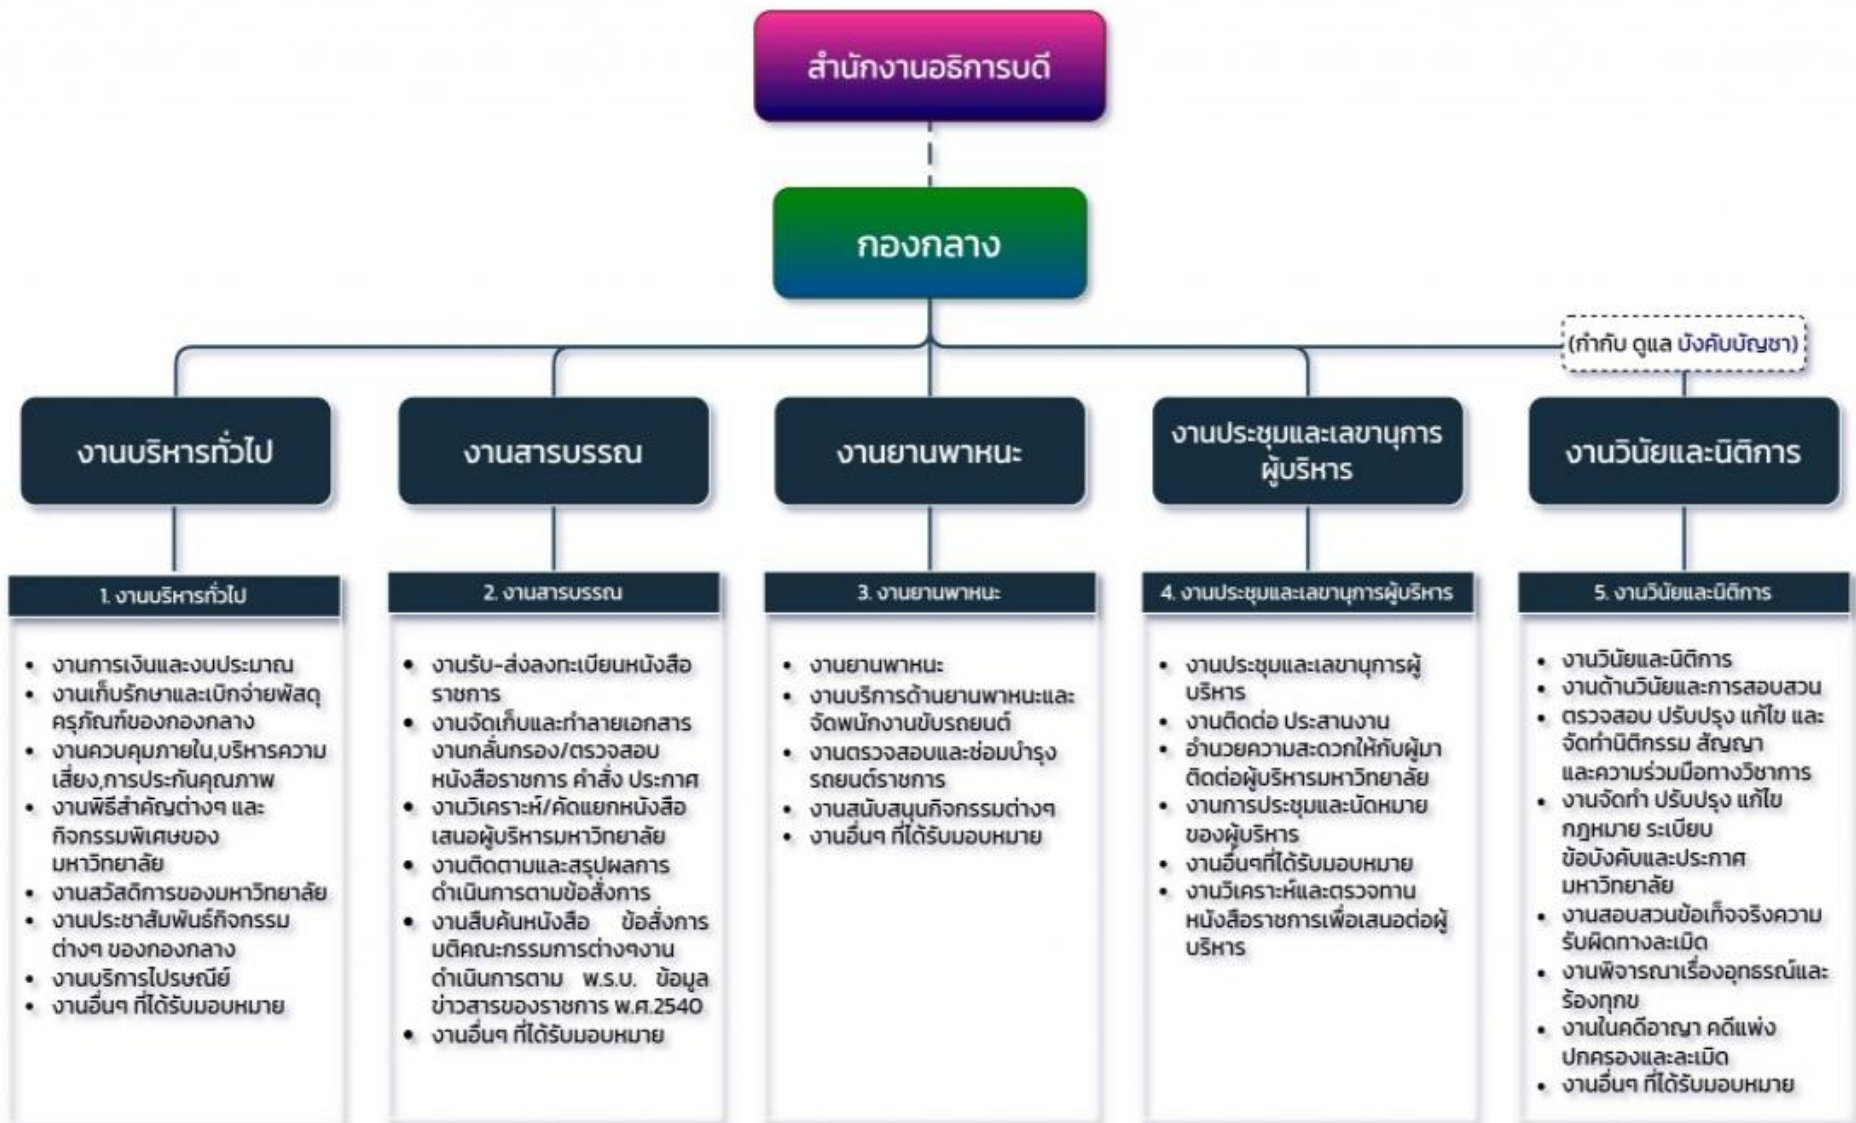 สำนักงานอธิการบดี
กองกลาง
(กำกับ ดูแล บังคับบัญชา)
งานบริหารทั่วไป
งานสารบรรณ
งานยานพาหนะ
งานประชุมและเลขานุการ
ผู้บริหาร
งานวินัยและนิติการ
1. งานบริหารทั่วไป
• งานการเงินและงบประมาณ
• งานเก็บรักษาและเบิกจ่ายพัสดุ
ครุภัณฑ์ของกองกลาง
• งานควบคุมภายใน,บริหารความ
เสี่ยง,การประกันคุณภาพ
• งานพิธีสำคัญต่างๆ และ
กิจกรรมพิเศษของ
มหาวิทยาลัย
• งานสวัสดิการของมหาวิทยาลัย
• งานประชาสัมพันธ์กิจกรรม
ต่างๆ ของกองกลาง
• งานบริการไปรษณีย์
• งานอื่นๆ ที่ได้รับมอบหมาย
2. งานสารบรรณ
• งานรับ-ส่งลงทะเบียนหนังสือ
ราชการ
• งานจัดเก็บและทำลายเอกสาร
งานกลั่นกรอง/ตรวจสอบ
หนังสือราชการ คำสั่ง ประกาศ
• งานวิเคราะห์/คัดแยกหนังสือ
เสนอผู้บริหารมหาวิทยาลัย
• งานติดตามและสรุปผลการ
ดำเนินการตามข้อสั่งการ
• งานสืบค้นหนังสือ ข้อสั่งการ
มติคณะกรรมการต่างๆงาน
ดำเนินการตาม พ.ร.บ. ข้อมูล
ข่าวสารของราชการ พ.ศ.2540
• งานอื่นๆ ที่ได้รับมอบหมาย
3. งานยานพาหนะ
• งานยานพาหนะ
• งานบริการด้านยานพาหนะและ
จัดพนักงานขับรถยนต์
• งานตรวจสอบและซ่อมบำรุง
รถยนต์ราชการ
• งานสนับสนุนกิจกรรมต่างๆ
• งานอื่นๆ ที่ได้รับมอบหมาย
4. งานประชุมและเลขานุการผู้บริหาร
• งานประชุมและเลขานุการผู้
บริหาร
• งานติดต่อ ประสานงาน
• อำนวยความสะดวกให้กับผู้มา
ติดต่อผู้บริหารมหาวิทยาลัย
• งานการประชุมและนัดหมาย
ของผู้บริหาร
• งานอื่นๆที่ได้รับมอบหมาย
• งานวิเคราะห์และตรวจทาน
หนังสือราชการเพื่อเสนอต่อผู้
บริหาร
5. งานวินัยและนิติการ
• งานวินัยและนิติการ
• งานด้านวินัยและการสอบสวน
• ตรวจสอบ ปรับปรุง แก้ไข และ
จัดทำนิติกรรม สัญญา
และความร่วมมือทางวิชาการ
• งานจัดทำ ปรับปรุง แก้ไข
กฎหมาย ระเบียบ
ข้อบังคับและประกาศ
มหาวิทยาลัย
• งานสอบสวนข้อเท็จจริงความ
รับผิดทางละเมิด
• งานพิจารณาเรื่องอุทธรณ์และ
ร้องทุกข
• งานในคดีอาญา คดีแพ่ง
ปกครองและละเมิด
• งานอื่นๆ ที่ได้รับมอบหมาย